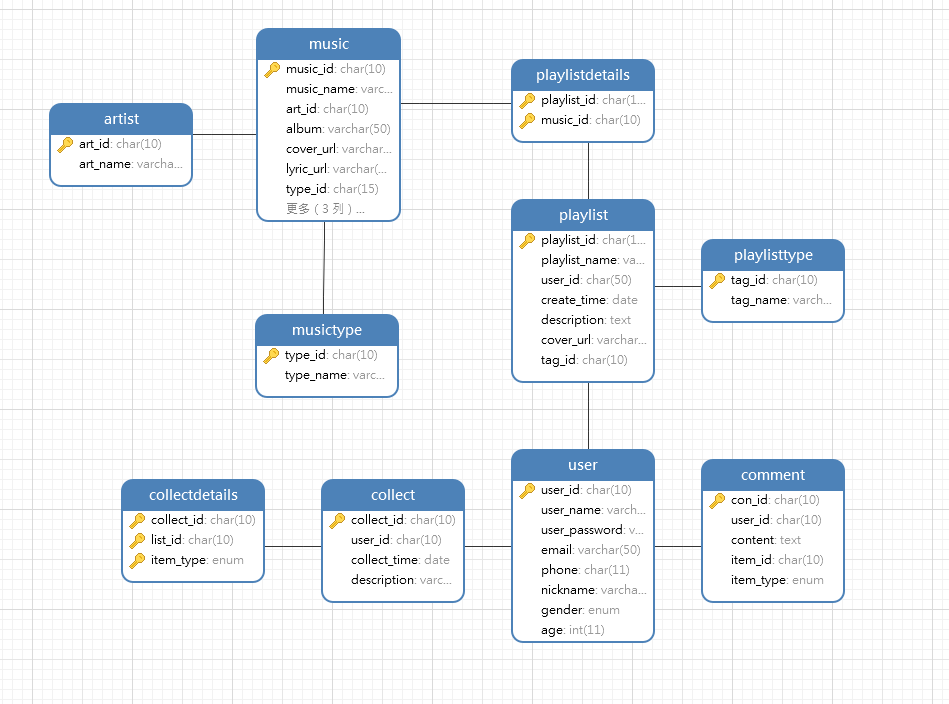 music
music_id: char(10)
music_name: varc...
art_id: char(10)
album: varchar(50)
cover_url: varchar...
lyric_url: varchar(...
type_id: char(15)
更多（3 列）...
playlistdetails
playlist_id: char(1...
music_id: char(10)
artist
art_id: char(10)
art_name: varcha...
playlist
playlist_id: char(1...
playlist_name: va...
user_id: char(50)
create_time: date
description: text
cover_url: varchar...
tag_id: char(10)
playlisttype
tag_id: char(10)
tag_name: varch...
musictype
type_id: char(10)
type_name: varc...
collectdetails
collect_id: char(10)
list_id: char(10)
item_type: enum
collect
collect_id: char(10)
user_id: char(10)
collect_time: date
description: varc...
user
user_id: char(10)
user_name: varch...
user_password: v...
email: varchar(50)
phone: char(11)
nickname: varcha...
gender: enum
age: int(11)
comment
con_id: char(10)
user_id: char(10)
content: text
item_id: char(10)
item_type: enum